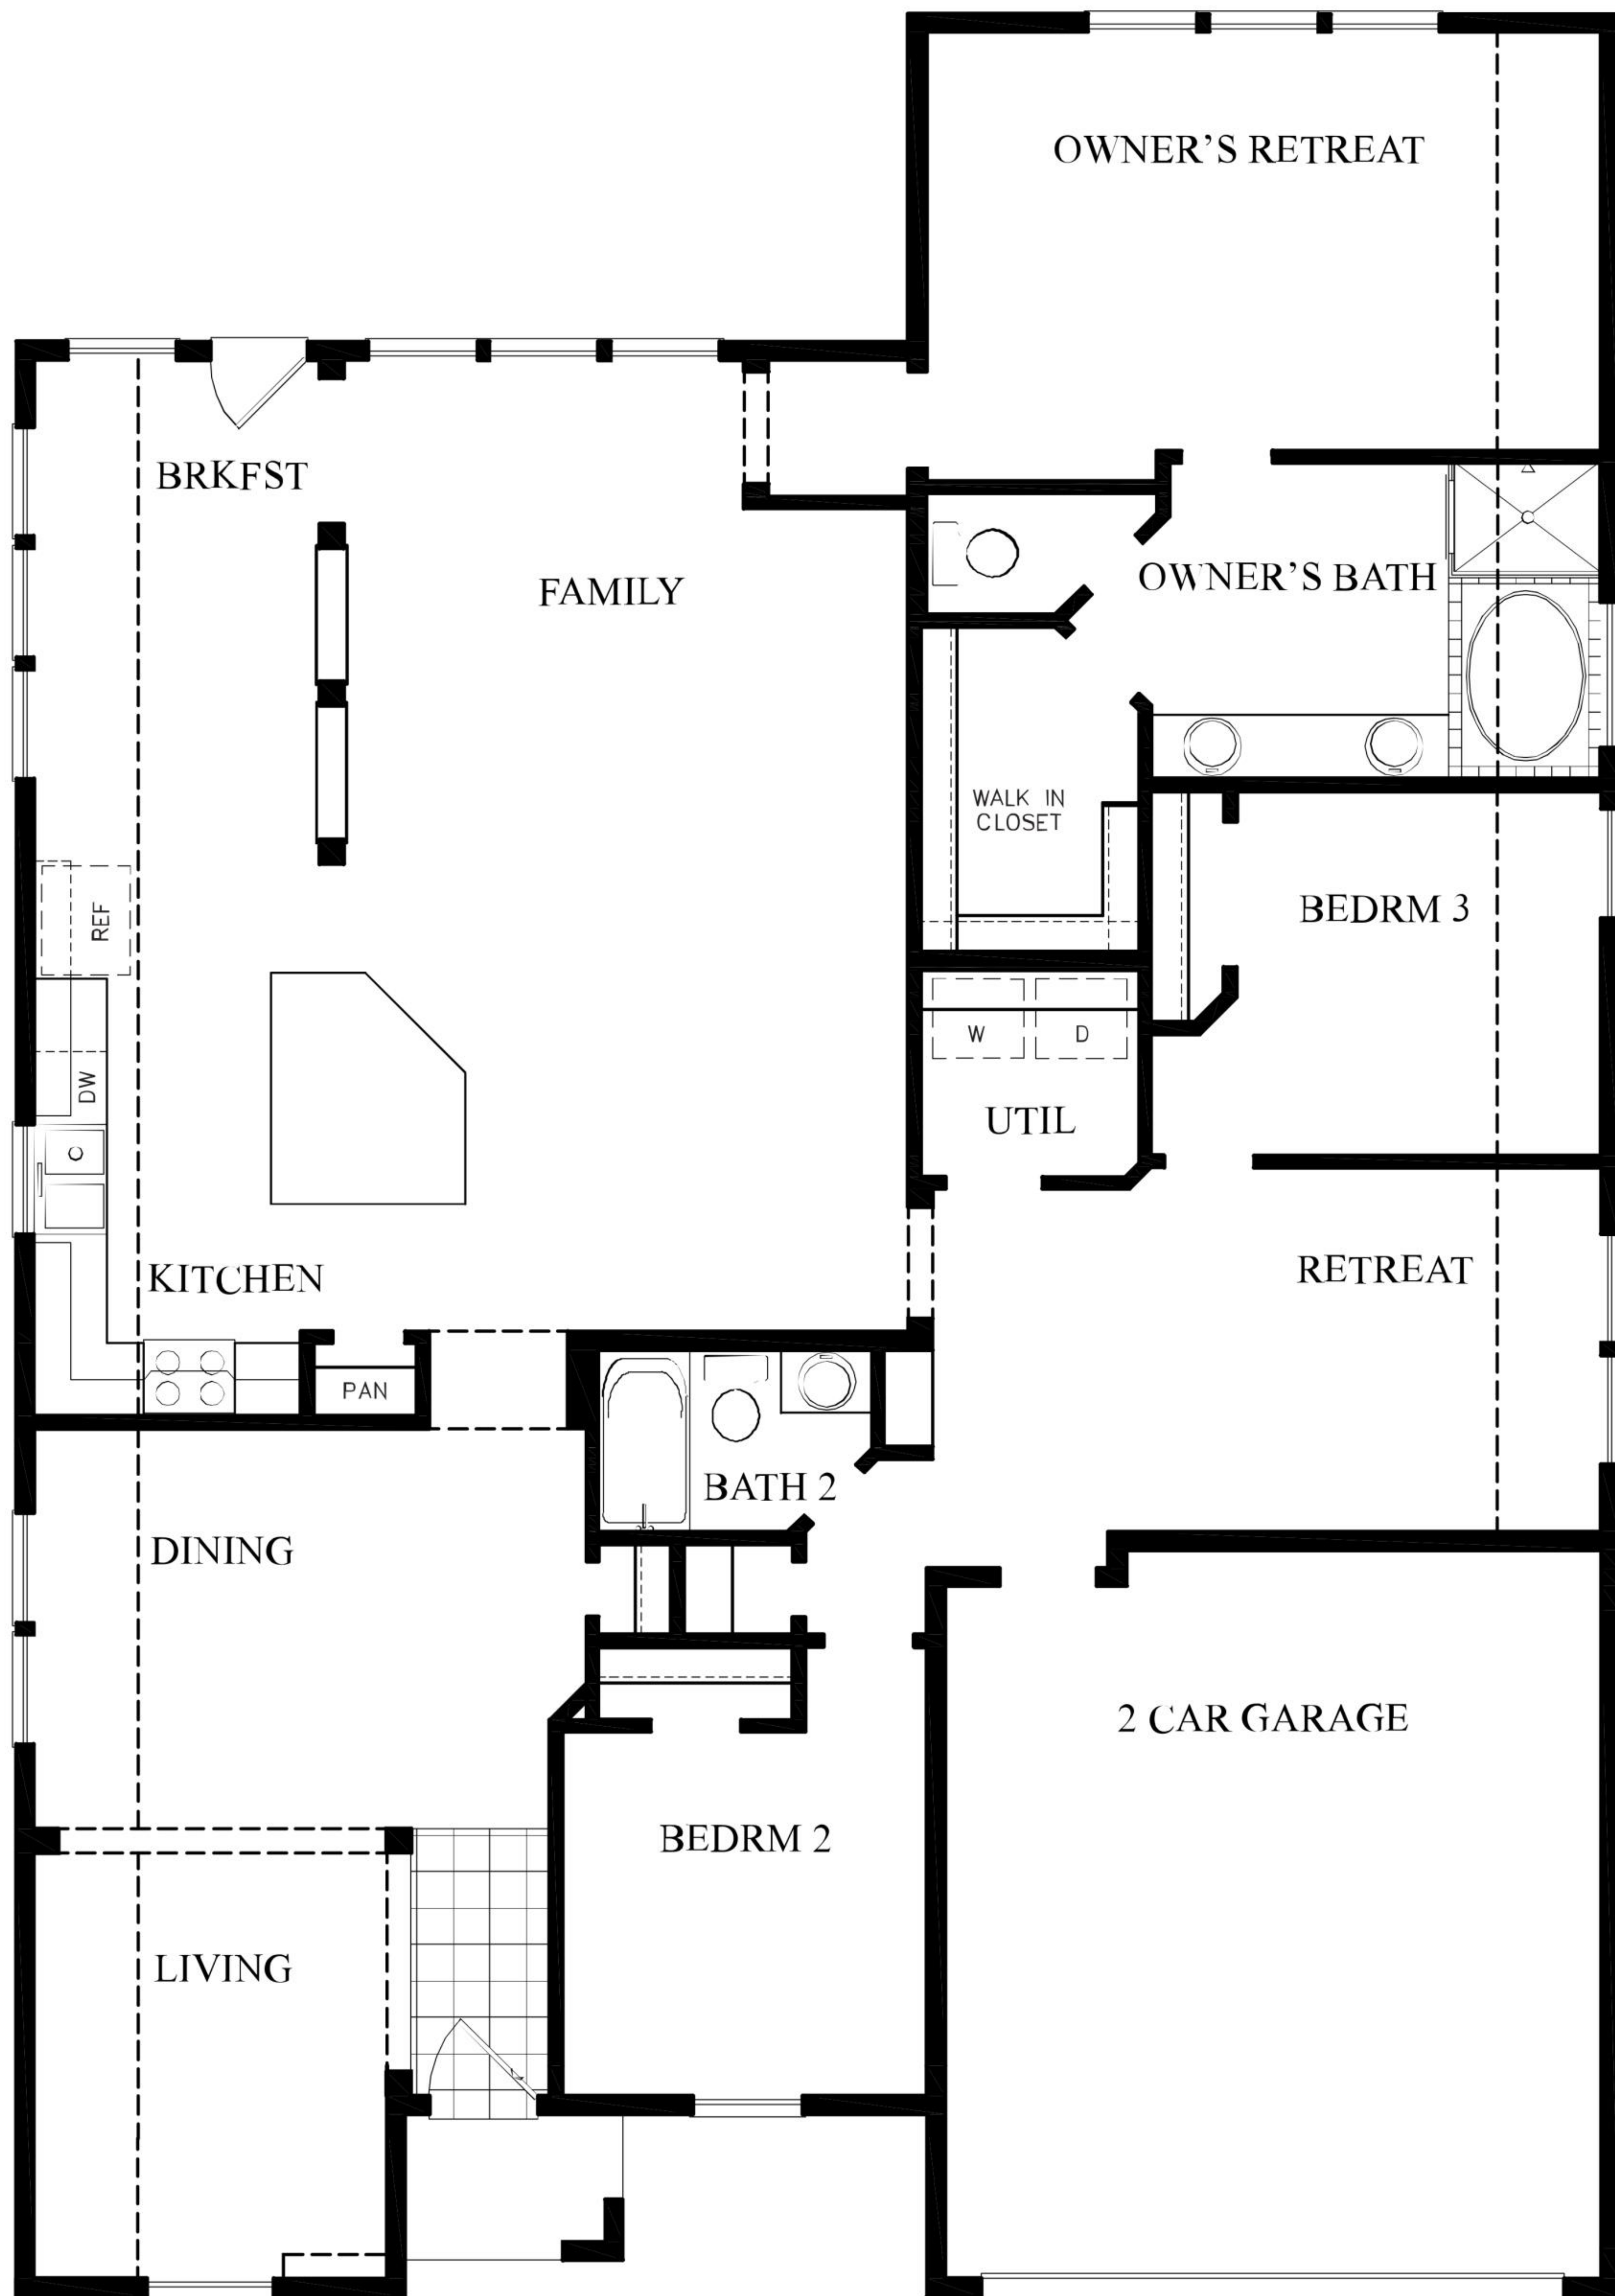 OWNER'S RETREAT
BRKFST
FAMILY
OWNER'S BATH
WALK IN
CLOSET
REF
BEDRM 3
DW
W
D
UTIL
KITCHEN
RETREAT
PAN
BATH 2
DINING
2 CAR GARAGE
BEDRM 2
LIVING